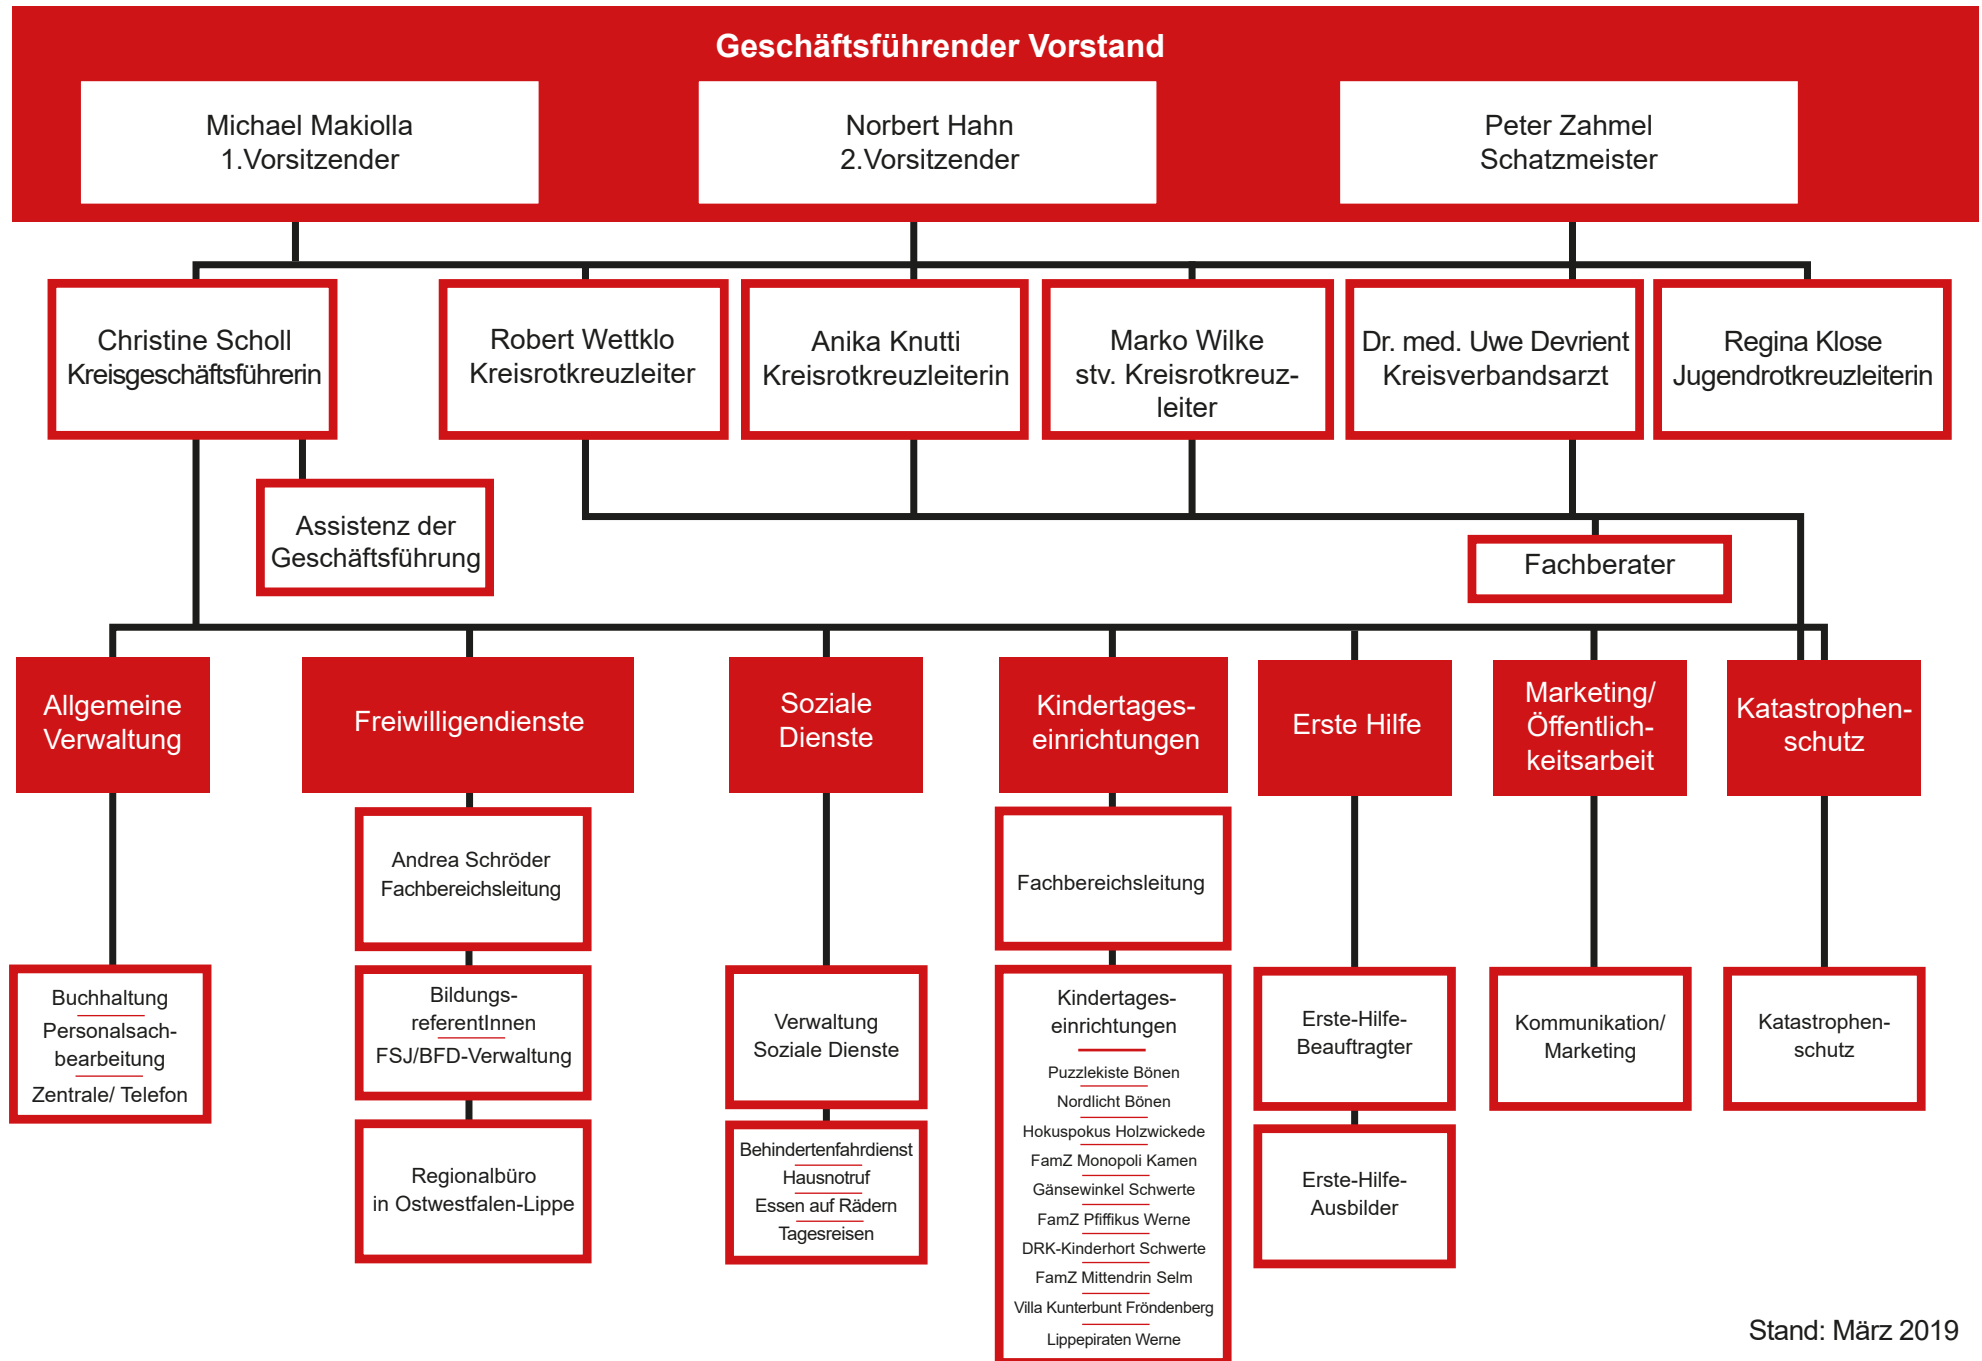 Geschäftsführender Vorstand
Michael Makiolla
1.Vorsitzender
Norbert Hahn
2.Vorsitzender
Peter Zahmel
Schatzmeister
Christine Scholl
Kreisgeschäftsführerin
Robert Wettklo
Kreisrotkreuzleiter
Anika Knutti
Kreisrotkreuzleiterin
Marko Wilke
stv. Kreisrotkreuz-
leiter
Dr. med. Uwe Devrient
Kreisverbandsarzt
Regina Klose
Jugendrotkreuzleiterin
Assistenz der
Geschäftsführung
Fachberater
Allgemeine
Verwaltung
Freiwilligendienste
Soziale
Dienste
Kindertages-
einrichtungen
Erste Hilfe
Marketing/
Öffentlich-
keitsarbeit
Katastrophen-
schutz
Andrea Schröder
Fachbereichsleitung
Fachbereichsleitung
Buchhaltung
Personalsach-
bearbeitung
Zentrale/ Telefon
Bildungs-
referentInnen
FSJ/BFD-Verwaltung
Regionalbüro
in Ostwestfalen-Lippe
Verwaltung
Soziale Dienste
Behindertenfahrdienst
Hausnotruf
Essen auf Rädern
Tagesreisen
Kindertages-
einrichtungen
Puzzlekiste Bönen
Nordlicht Bönen
Hokuspokus Holzwickede
FamZ Monopoli Kamen
Gänsewinkel Schwerte
FamZ Pfiffikus Werne
DRK-Kinderhort Schwerte
FamZ Mittendrin Selm
Villa Kunterbunt Fröndenberg
Lippepiraten Werne
Erste-Hilfe-
Beauftragter
Erste-Hilfe-
Ausbilder
Kommunikation/
Marketing
Katastrophen-
schutz
Stand: März 2019